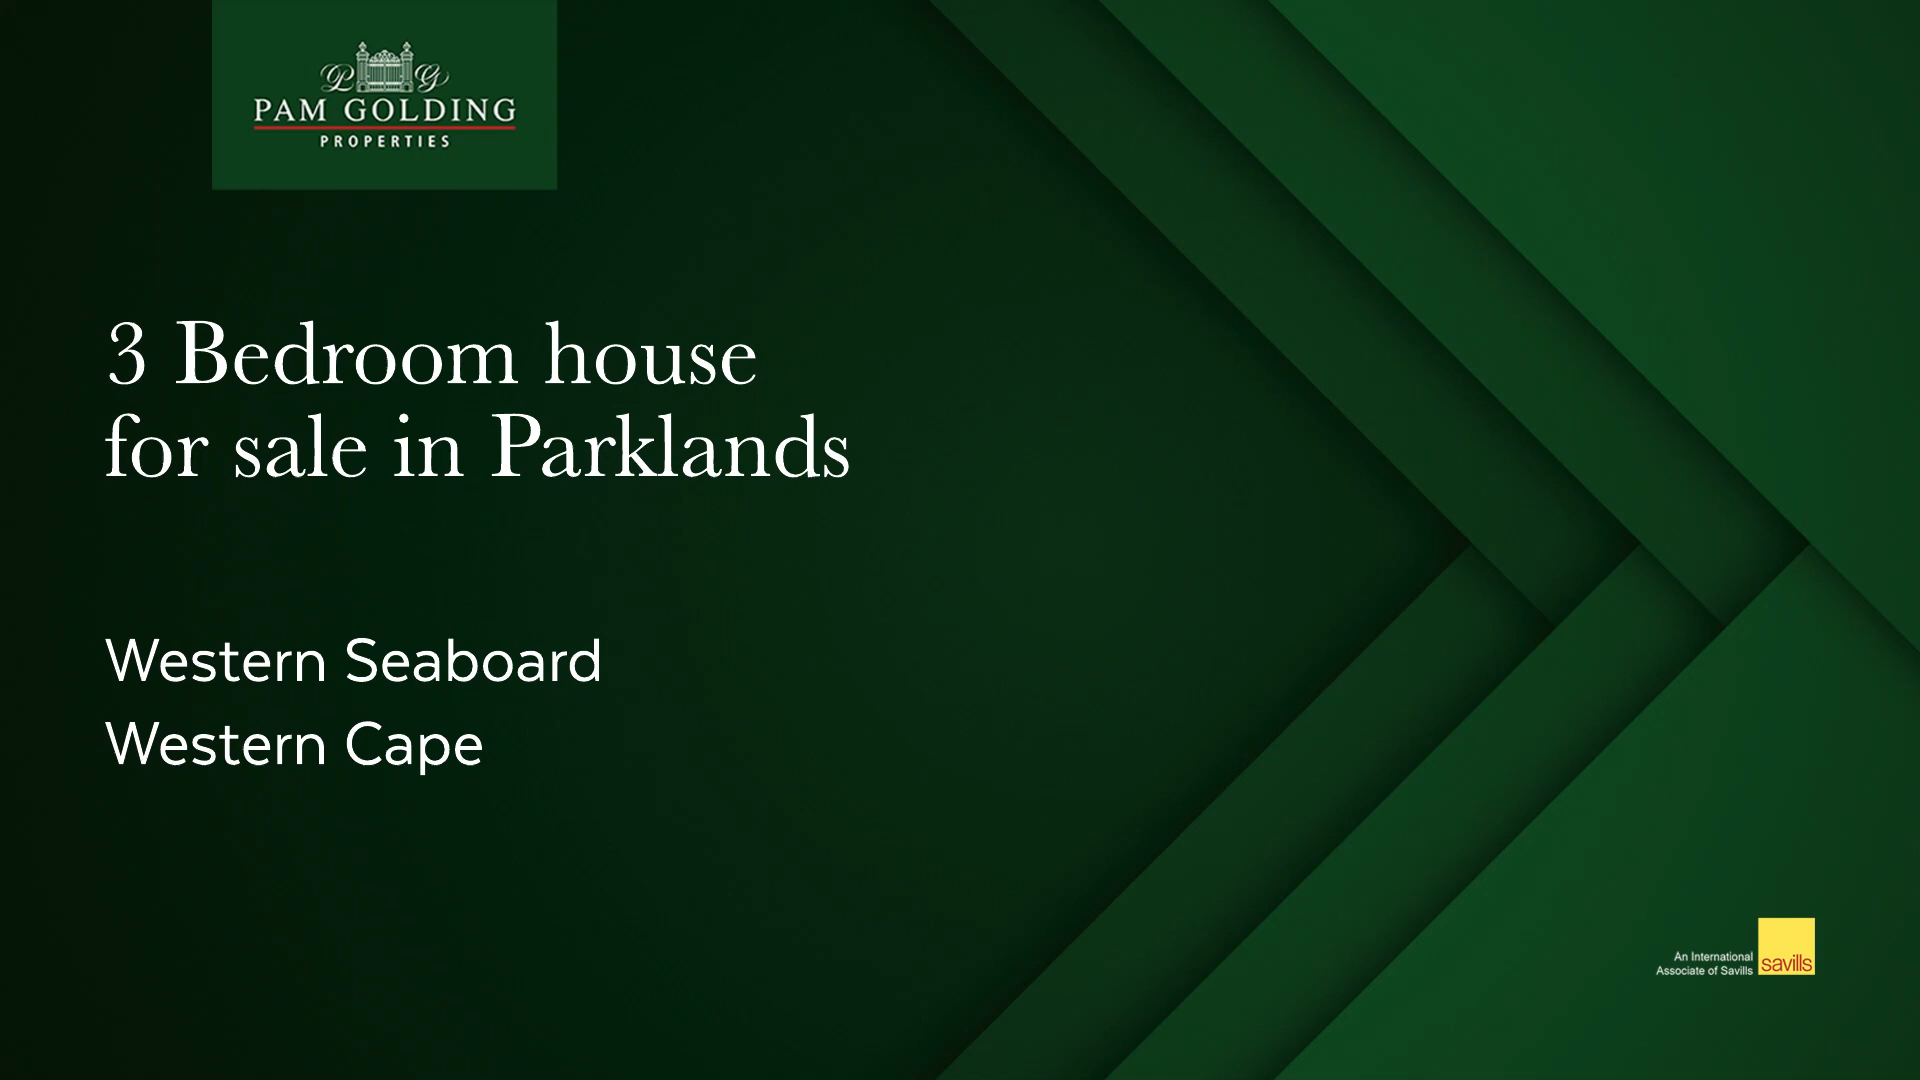 PG
PAM GOLDING
PROPERTIES
3 Bedroom house
for sale in Parklands
Western Seaboard
Western Cape
An International
Associate of Savills
savills